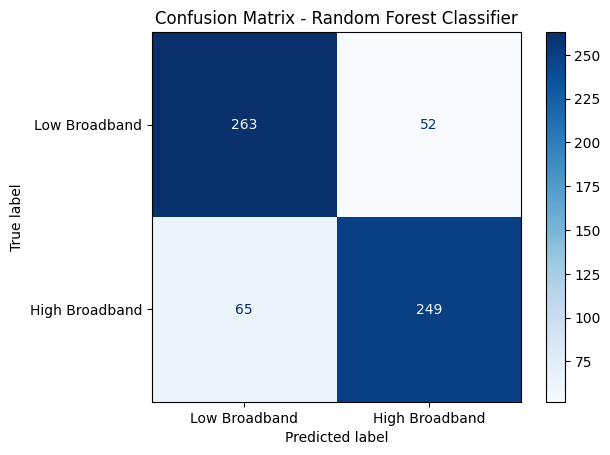 Confusion Matrix - Random Forest Classifier
True label
Low Broadband
High Broadband
263
52
65
249
Low Broadband
High Broadband
Predicted label
250
225
200
175
150
125
100
75